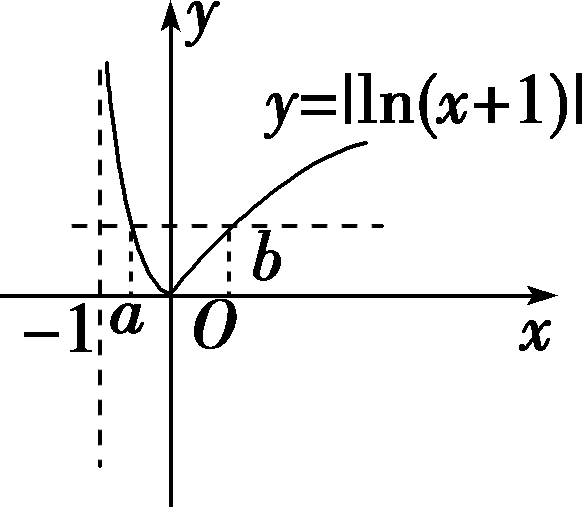 y
y=|ln(x+1)|
b
-1 a O x